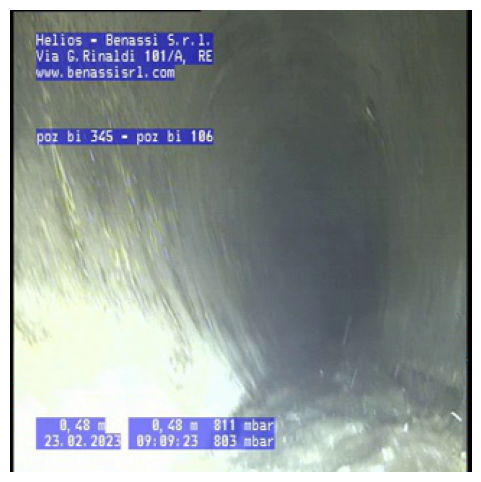 Helios - Benassi S.r.l.
Via G.Rinaldi 101/A, RE
www.benassisrl.com
poz bi 345 - poz bi 106
0,48 m 0,48 m 811 mbar
23.02.2023 09:09:23 803 mbar